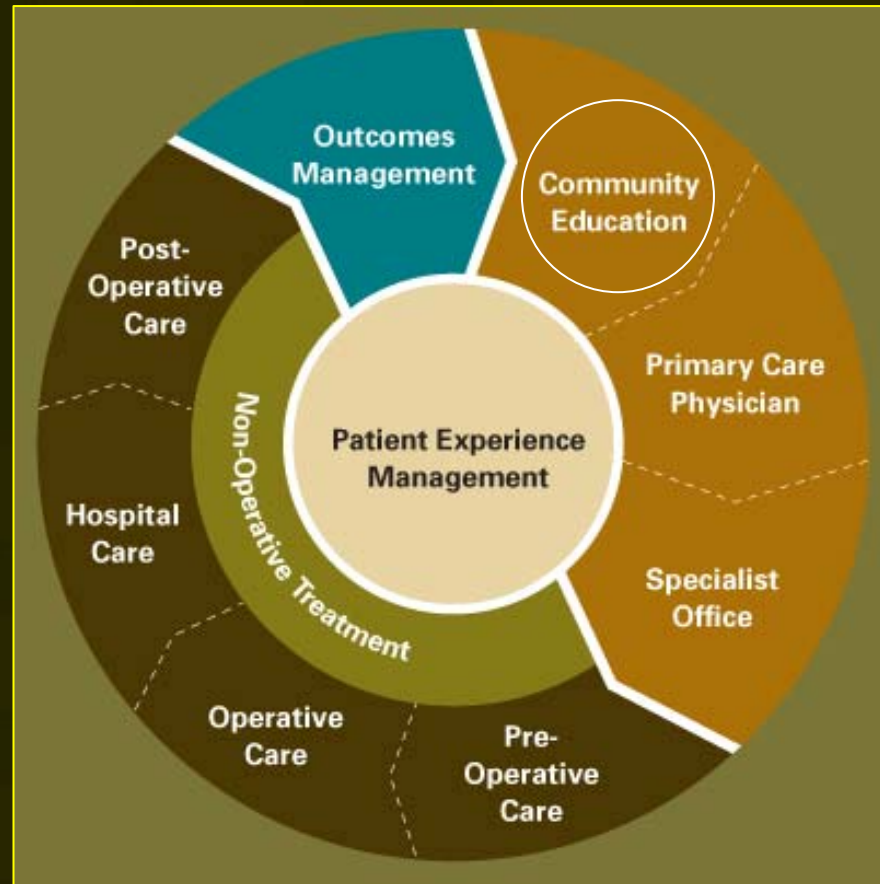 Outcomes
Management
Community
Education
Primary Care
Physician
Specialist
Office
Pre-
Operative
Care
Operative
Care
Hospital
Care
Post-
Operative
Care
Non-Operative Treatment
Patient Experience
Management